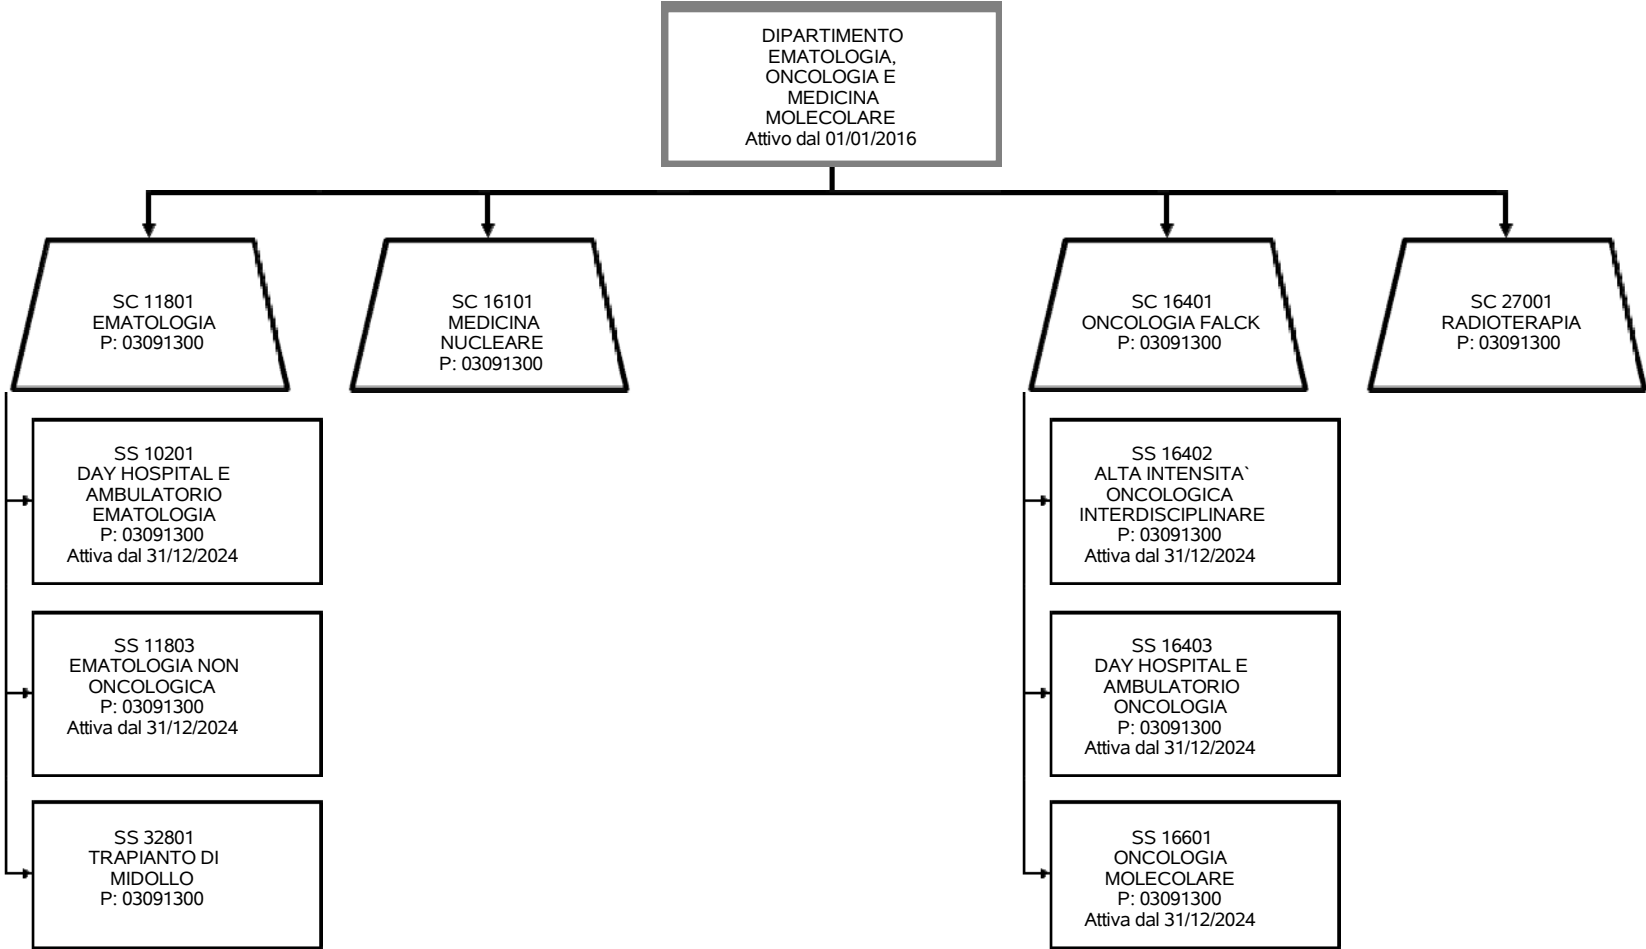 DIPARTIMENTO
EMATOLOGIA,
ONCOLOGIA E
MEDICINA
MOLECOLARE
Attivo dal 01/01/2016
SC 11801
EMATOLOGIA
P: 03091300
SC 16101
MEDICINA
NUCLEARE
P: 03091300
SC 16401
ONCOLOGIA FALCK
P: 03091300
SC 27001
RADIOTERAPIA
P: 03091300
SS 10201
DAY HOSPITAL E
AMBULATORIO
EMATOLOGIA
P: 03091300
Attiva dal 31/12/2024
SS 11803
EMATOLOGIA NON
ONCOLOGICA
P: 03091300
Attiva dal 31/12/2024
SS 32801
TRAPIANTO DI
MIDOLLO
P: 03091300
SS 16402
ALTA INTENSITA`
ONCOLOGICA
INTERDISCIPLINARE
P: 03091300
Attiva dal 31/12/2024
SS 16403
DAY HOSPITAL E
AMBULATORIO
ONCOLOGIA
P: 03091300
Attiva dal 31/12/2024
SS 16601
ONCOLOGIA
MOLECOLARE
P: 03091300
Attiva dal 31/12/2024